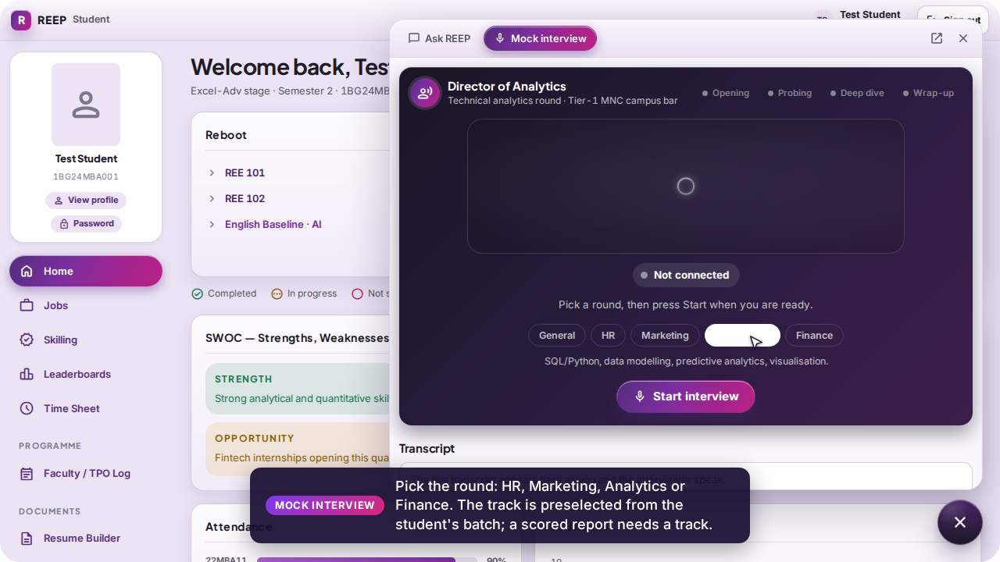 R REEP Student
Test Student
Test Student
1BG24MBA001
View profile
Password
Home
Jobs
Skilling
Leaderboards
Time Sheet
PROGRAMME
Faculty / TPO Log
DOCUMENTS
Resume Builder
Welcome back, Test
Excel-Adv stage · Semester 2 · 1BG24MB
Reboot
REE 101
REE 102
English Baseline · AI
Completed
In progress
Not s
SWOC — Strengths, Weaknesses
STRENGTH
Strong analytical and quantitative skil
OPPORTUNITY
Fintech internships opening this qua
Attendance
22MBA11
90%
10
Ask REEP
Mock interview
Director of Analytics
Technical analytics round · Tier-1 MNC campus bar
Opening
Probing
Deep dive
Wrap-up
Not connected
Pick a round, then press Start when you are ready.
General
HR
Marketing
Finance
SQL/Python, data modelling, predictive analytics, visualisation.
Start interview
Transcript
The live transcript appears here as you and the interviewer speak.
MOCK INTERVIEW
Pick the round: HR, Marketing, Analytics or
Finance. The track is preselected from the
student's batch; a scored report needs a track.